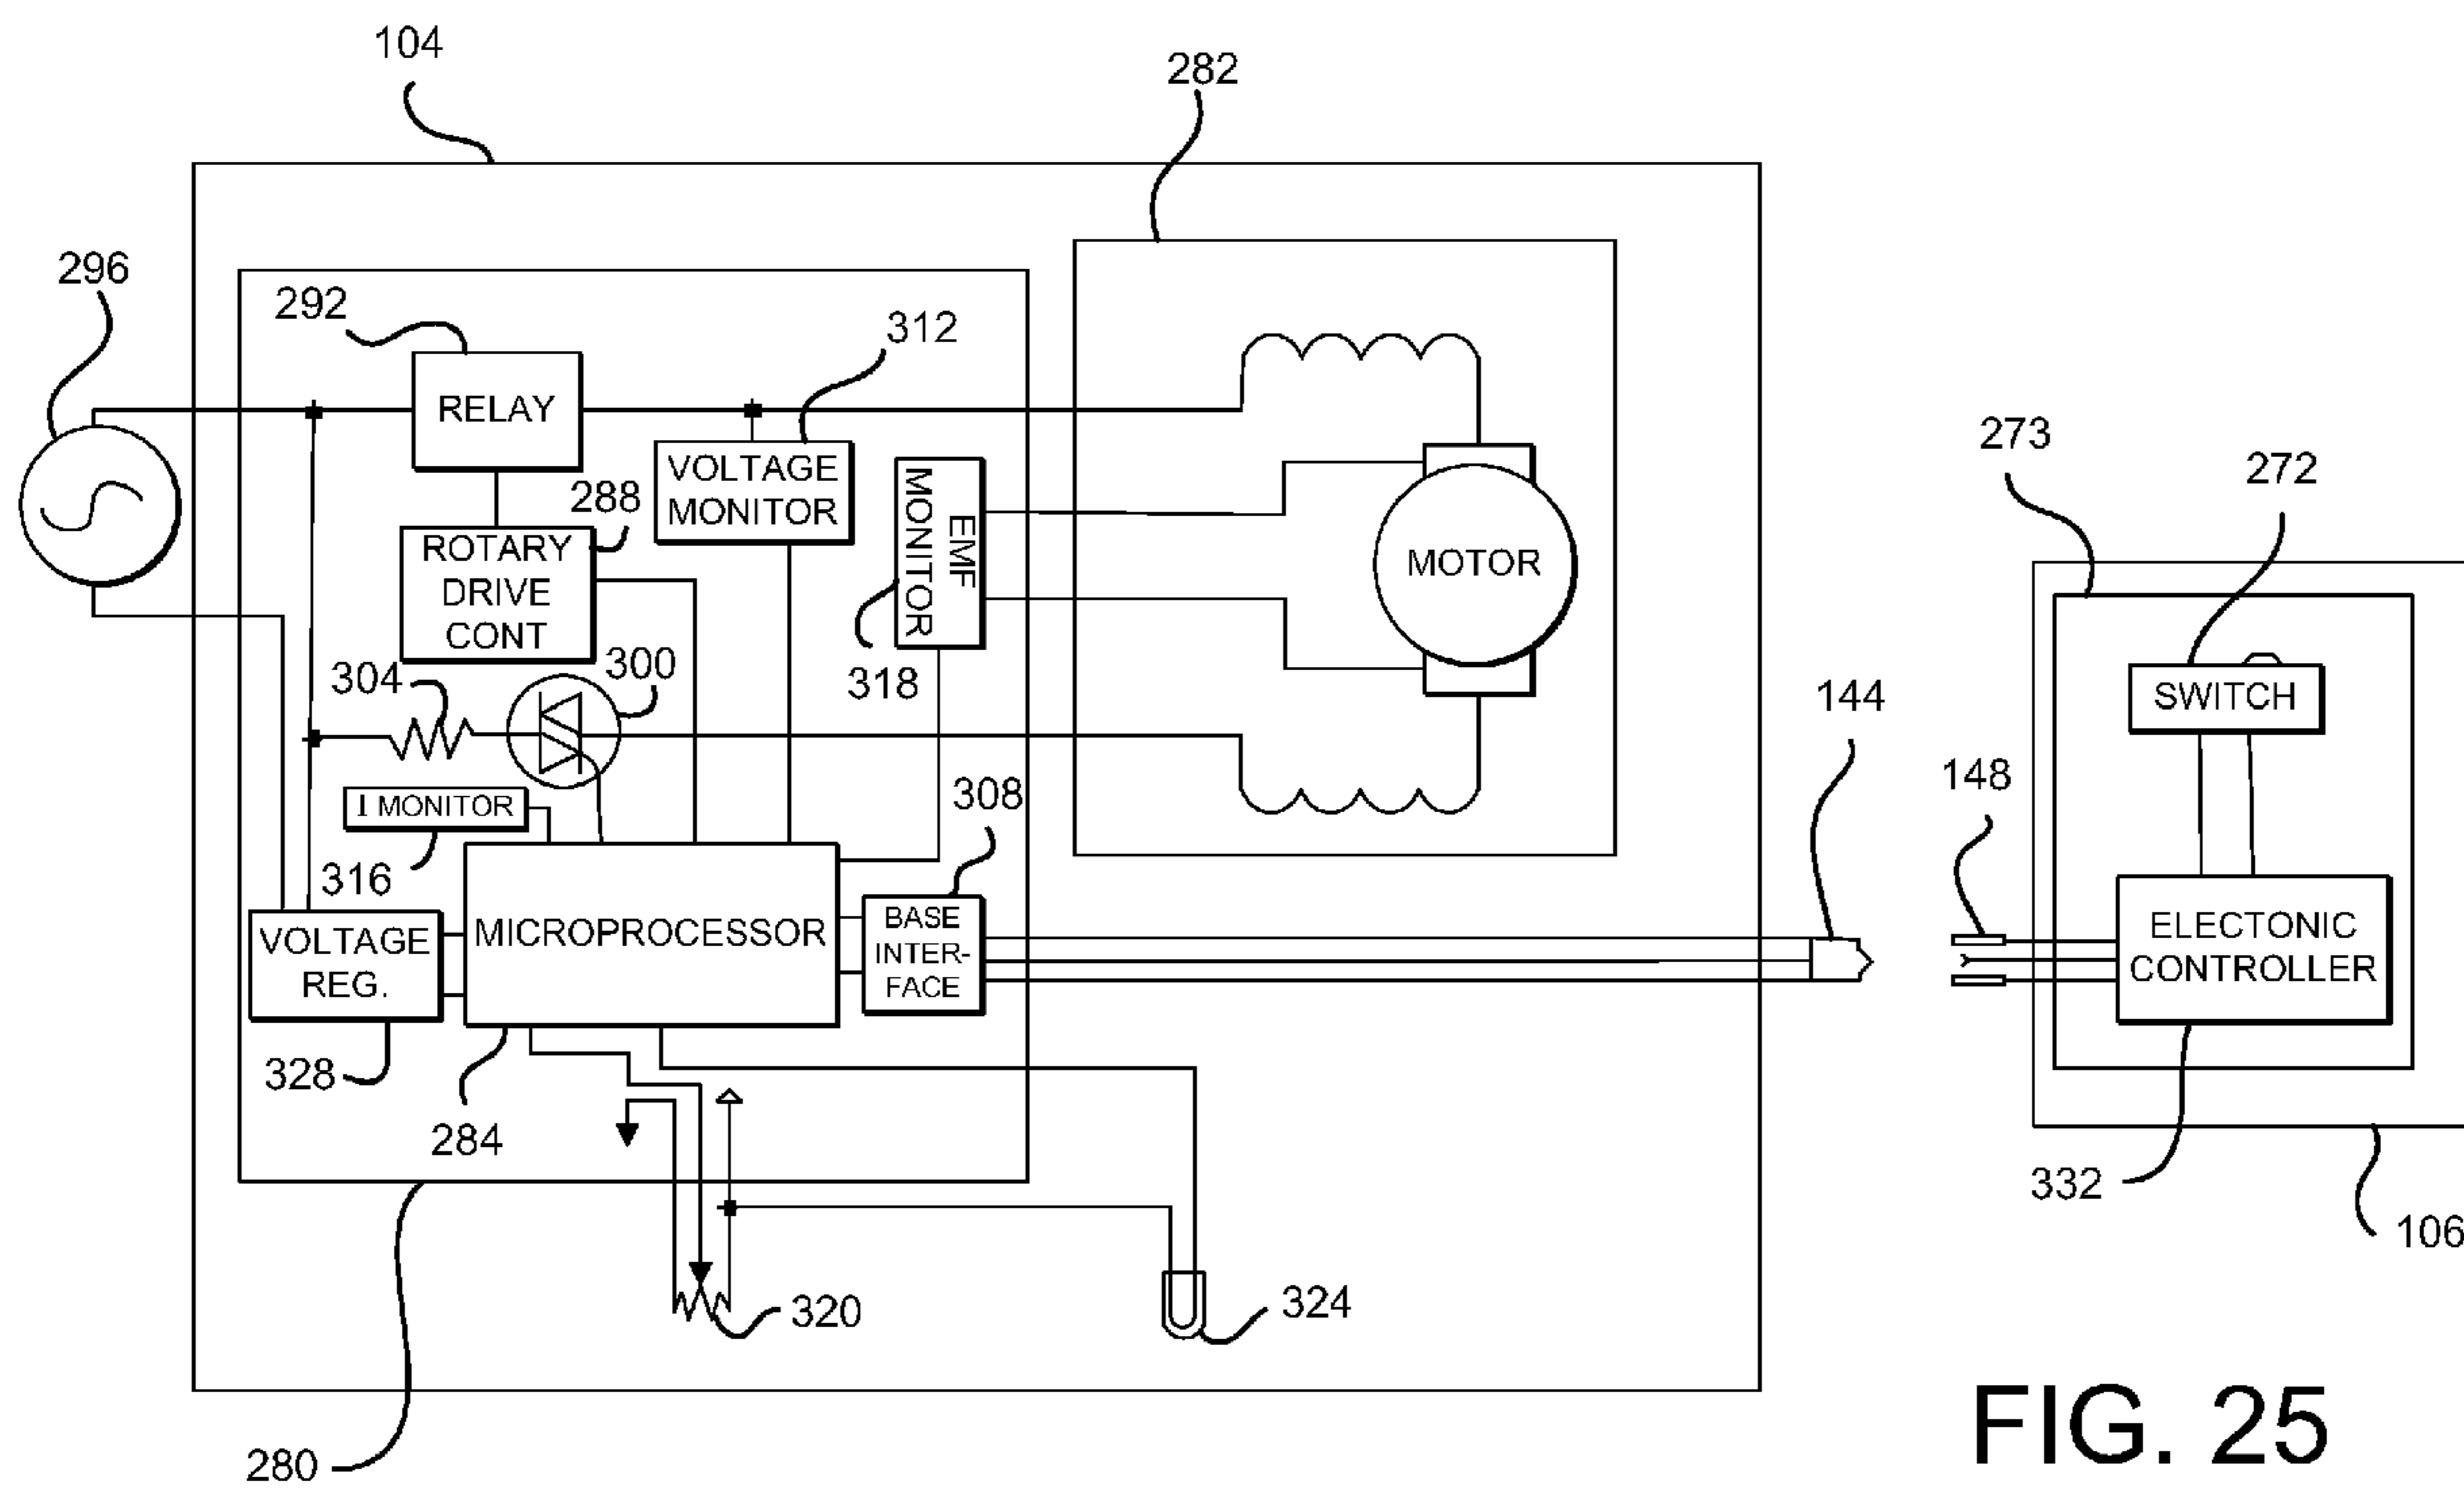 104
282
296
292
312
RELAY
VOLTAGE
MONITOR
EMF
MONITOR
288
ROTARY
DRIVE
CONT
MOTOR
273
272
SWITCH
304
300
318
144
148
I MONITOR
308
316
MICROPROCESSOR
BASE
INTER-
FACE
VOLTAGE
REG.
ELECTONIC
CONTROLLER
328
284
332
106
320
324
280
FIG. 25